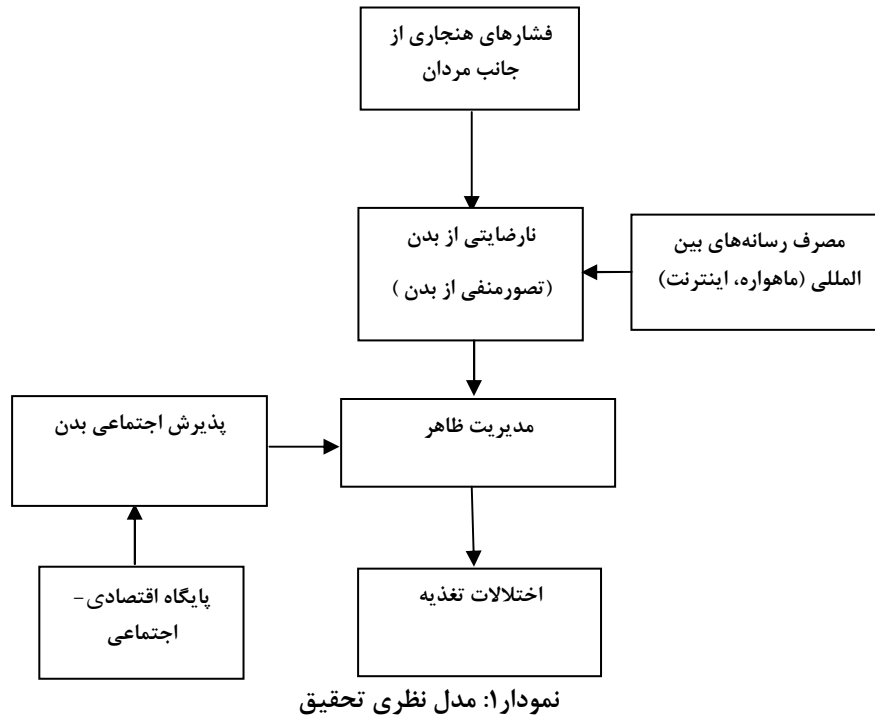 فشارهای هنجاری از
جانب مردان
نارضایتی از بدن
(تصورمنفی از بدن )
مصرف رسانه‌های بین
المللی (ماهواره، اینترنت)
پذیرش اجتماعی بدن
مدیریت ظاهر
پایگاه اقتصادی-
اجتماعی
اختلالات تغذیه
نمودار۱: مدل نظری تحقیق